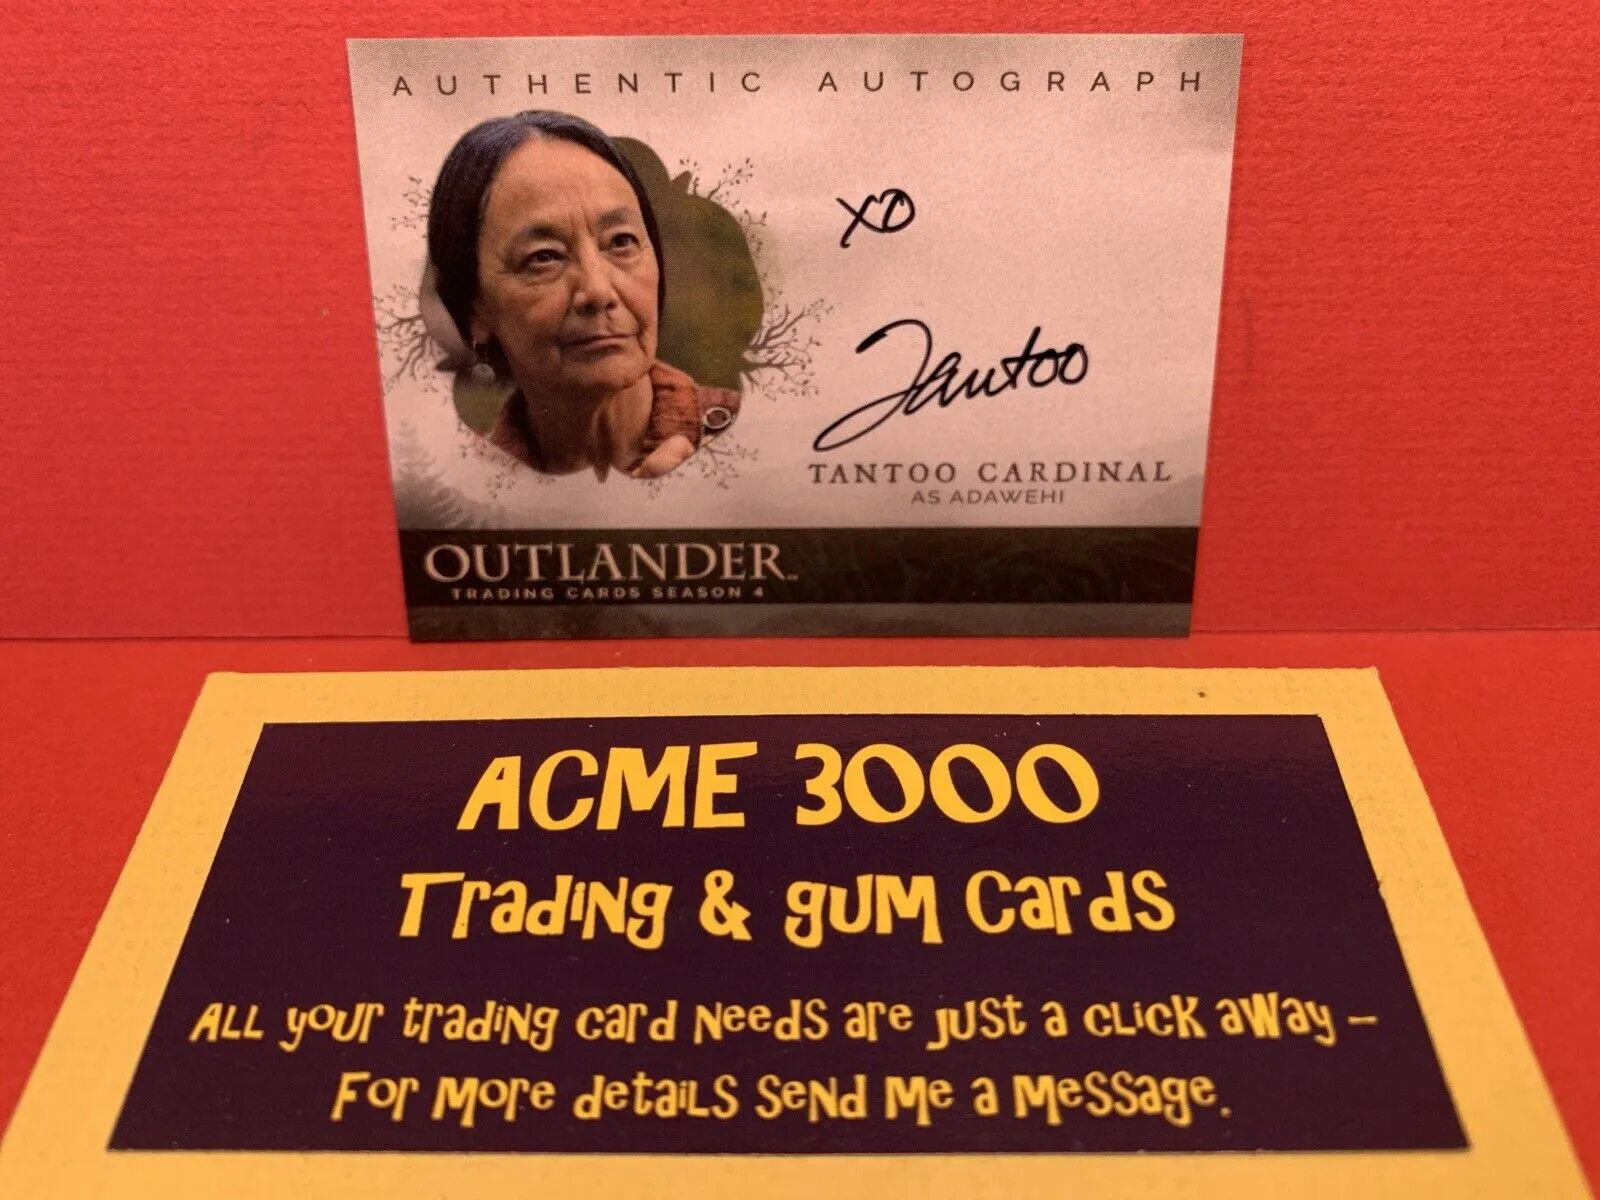 AUTHENTIC AUTOGRAPH
XO
Tantoo
TANTOO CARDINAL
AS ADAWEHI
OUTLANDER™
TRADING CARDS SEASON 4
ACME 3000
Trading & gUM Cards
ALL your trading card Needs are just a click away –
For More details Send Me a Message.